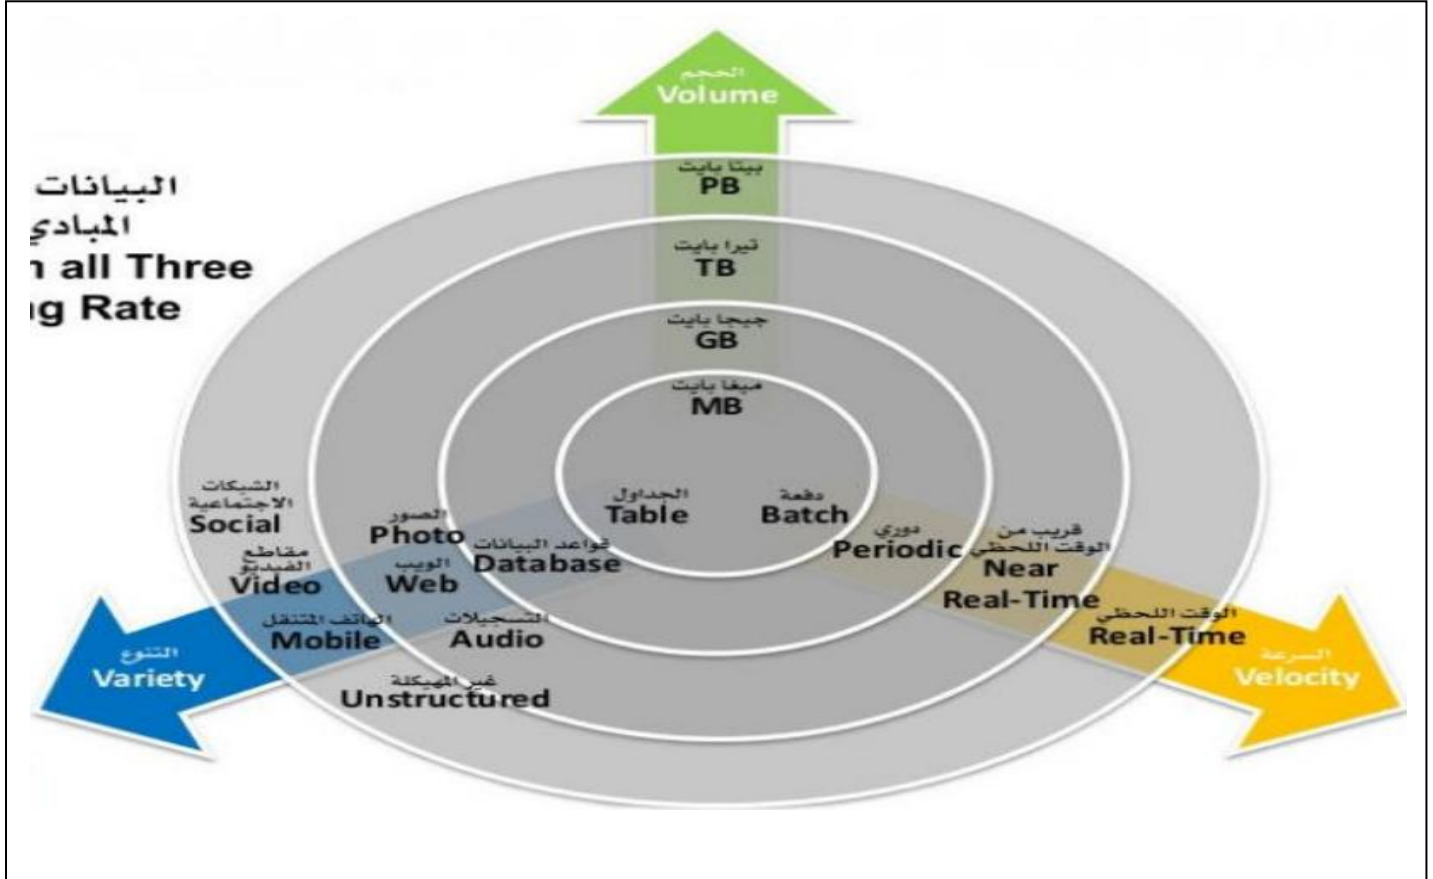 الحجم
Volume
بيتا بايت
PB
تيرا بايت
TB
جيجا بايت
GB
ميغا بايت
MB
البيانات
المبادي
n all Three
ng Rate
الشبكات
الاجتماعية
Social
مقاطع
الفيديو
Video
الهاتف المتنقل
Mobile
غير المهيكلة
Unstructured
الصور
Photo
الويب
Web
التسجيلات
Audio
قواعد البيانات
Database
الجداول
Table
دفعة
Batch
دوري
Periodic
قريب من
الوقت اللحظي
Near
Real-Time
الوقت اللحظي
Real-Time
التنوع
Variety
السرعة
Velocity